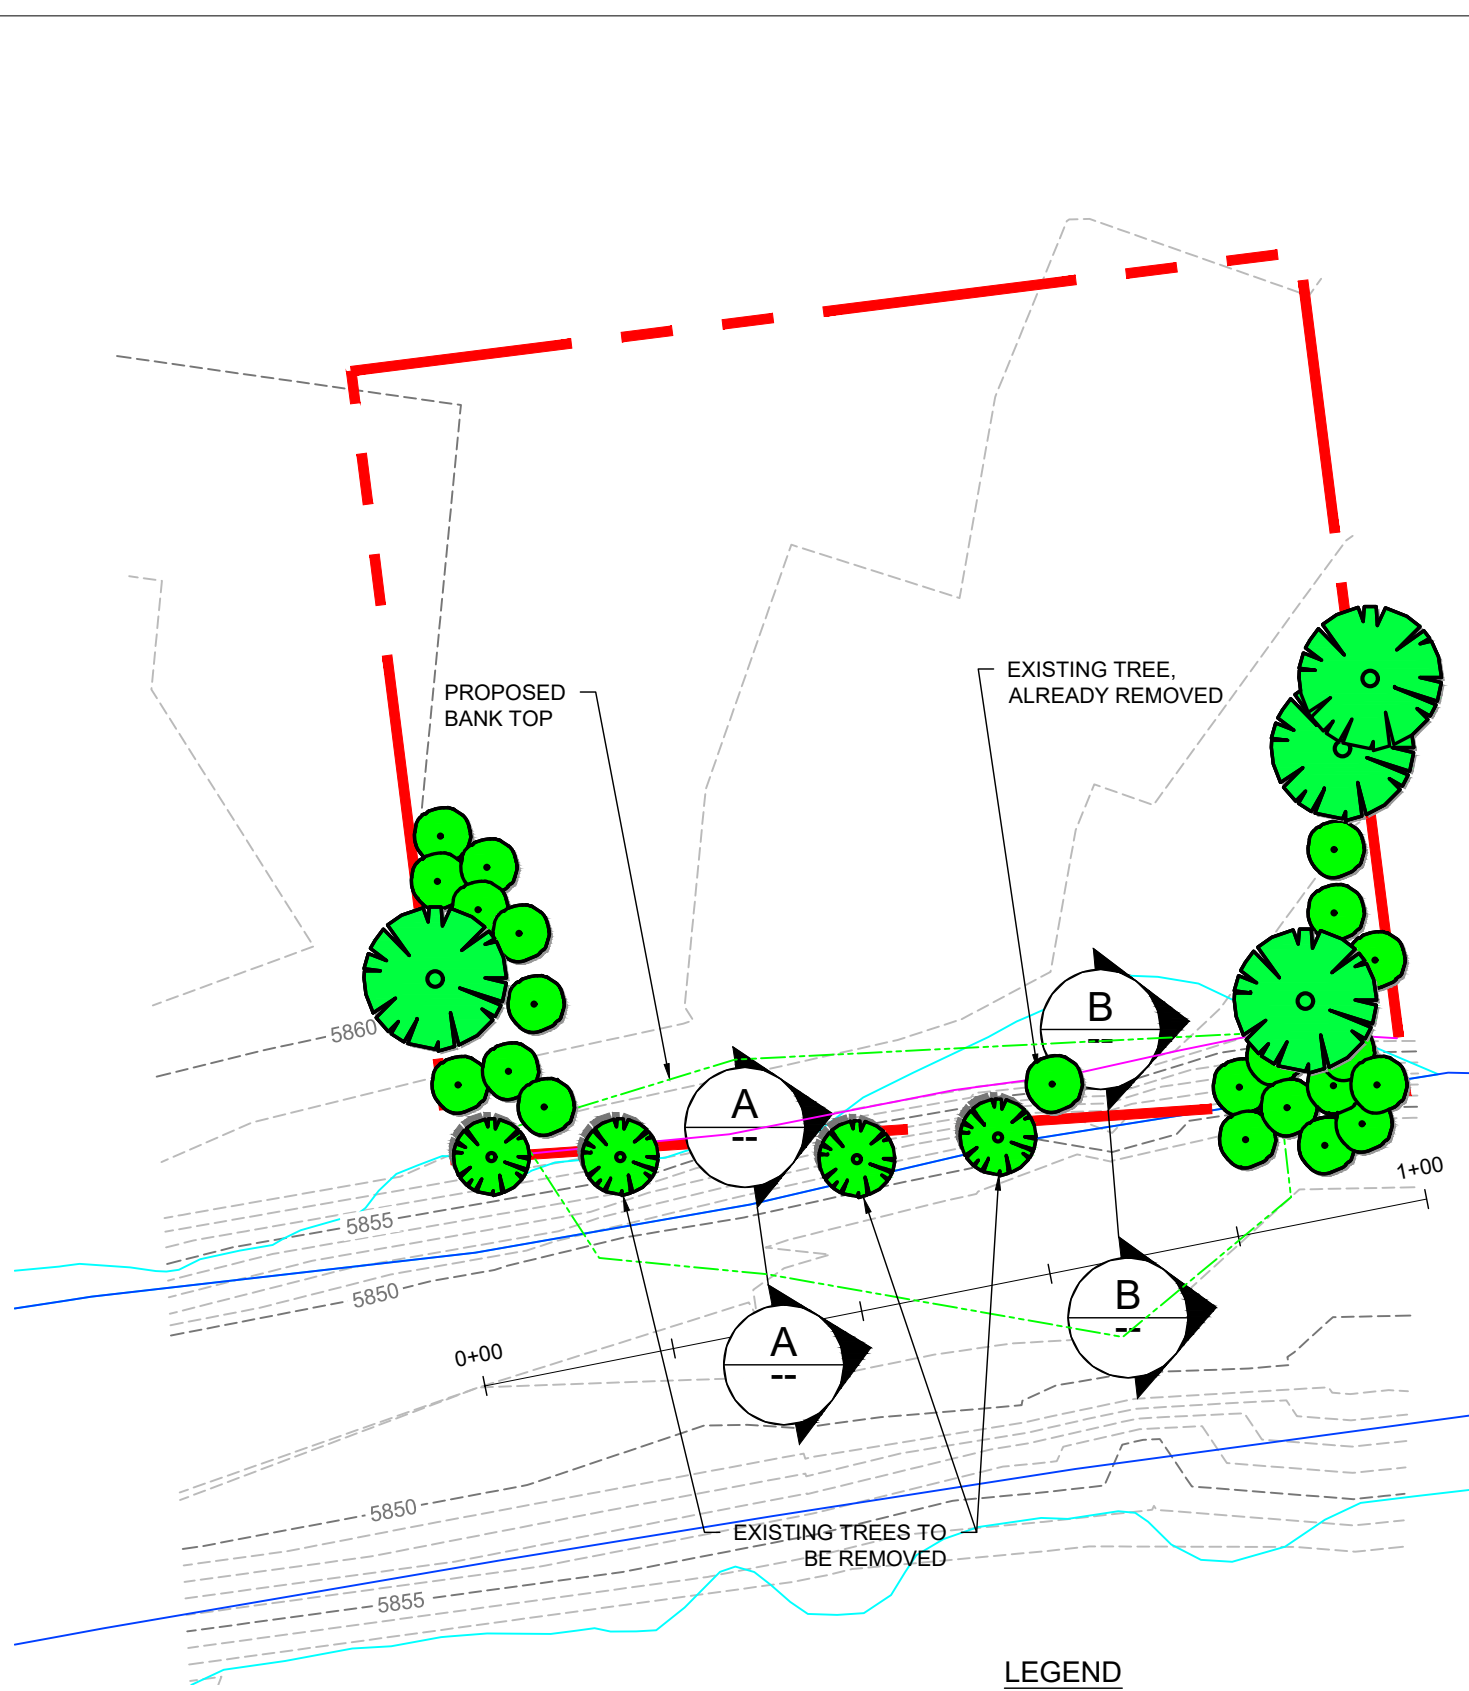 EXISTING TREE,
ALREADY REMOVED
PROPOSED
BANK TOP
B
--
5860
A
--
1+00
5855
5850
B
--
0+00
A
--
5850
EXISTING TREES TO
BE REMOVED
5855
LEGEND